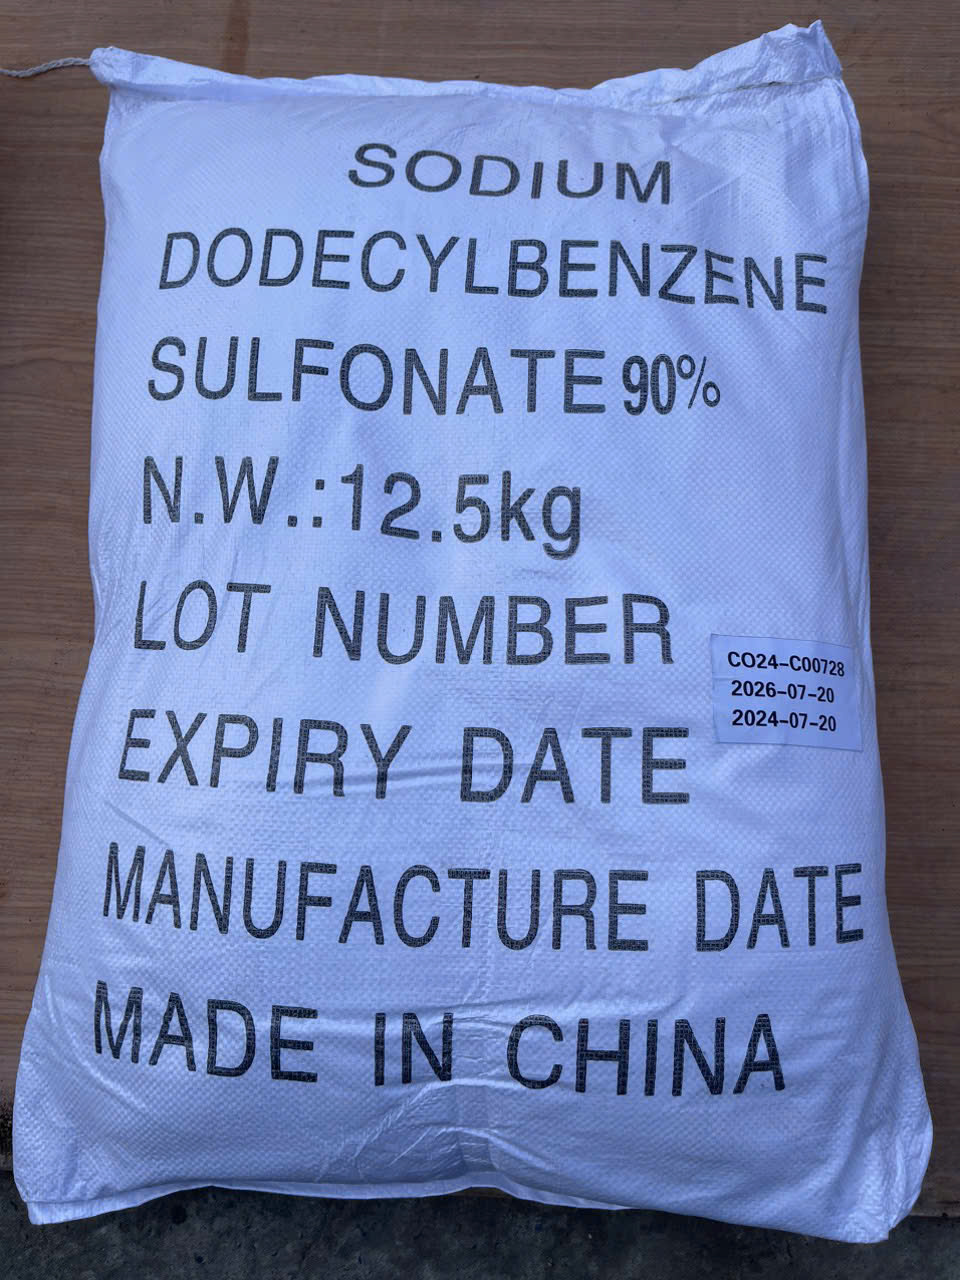 SODIUM
DODECYLBENZENE
SULFONATE 90%
N.W.:12.5kg
LOT NUMBER
EXPIRY DATE
MANUFACTURE DATE
MADE IN CHINA
CO24-C00728
2026-07-20
2024-07-20